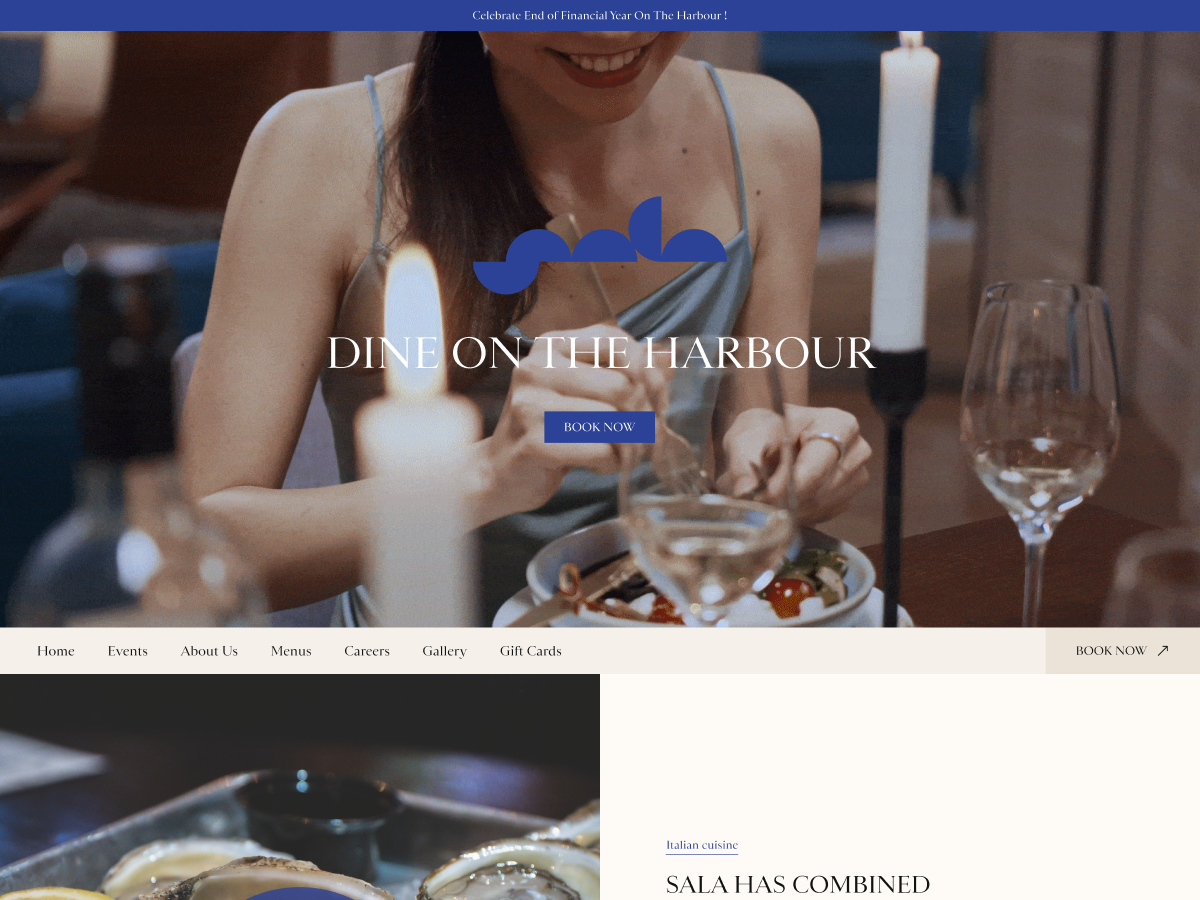 Celebrate End of Financial Year On The Harbour !
sala
DINE ON THE HARBOUR
BOOK NOW
Home Events About Us Menus Careers Gallery Gift Cards BOOK NOW
Italian cuisine
SALA HAS COMBINED